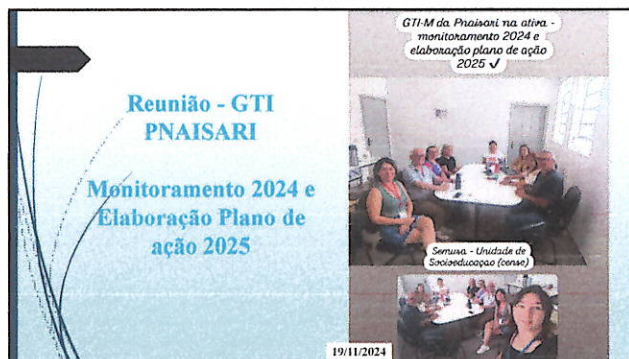 Reunião - GTI
PNAISARI
Monitoramento 2024 e
Elaboração Plano de
ação 2025
GTI-M da Pnaisari na ativa -
monitoramento 2024 e
elaboração plano de ação
2025 ✓
Semusa - Unidade de
Socioeducaçao (cense)
19/11/2024